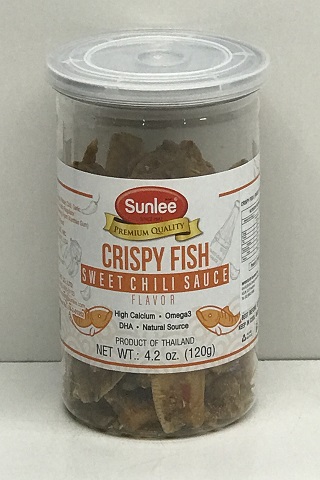 Sunlee
PREMIUM QUALITY
CRISPY FISH
SWEET CHILI SAUCE
FLAVOR
High Calcium • Omega3
DHA • Natural Source
PRODUCT OF THAILAND
NET WT.: 4.2 oz. (120g)